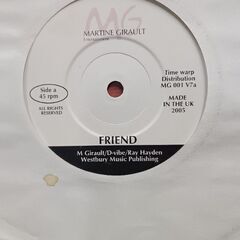 MG
MARTINE GIRAULT
Side a
45 rpm
ALL RIGHTS
RESERVED
Time warp
Distribution
MG 001 V7a
MADE
IN THE UK
2005
FRIEND
M Girault/D-vibe/Ray Hayden
Westbury Music Publishing